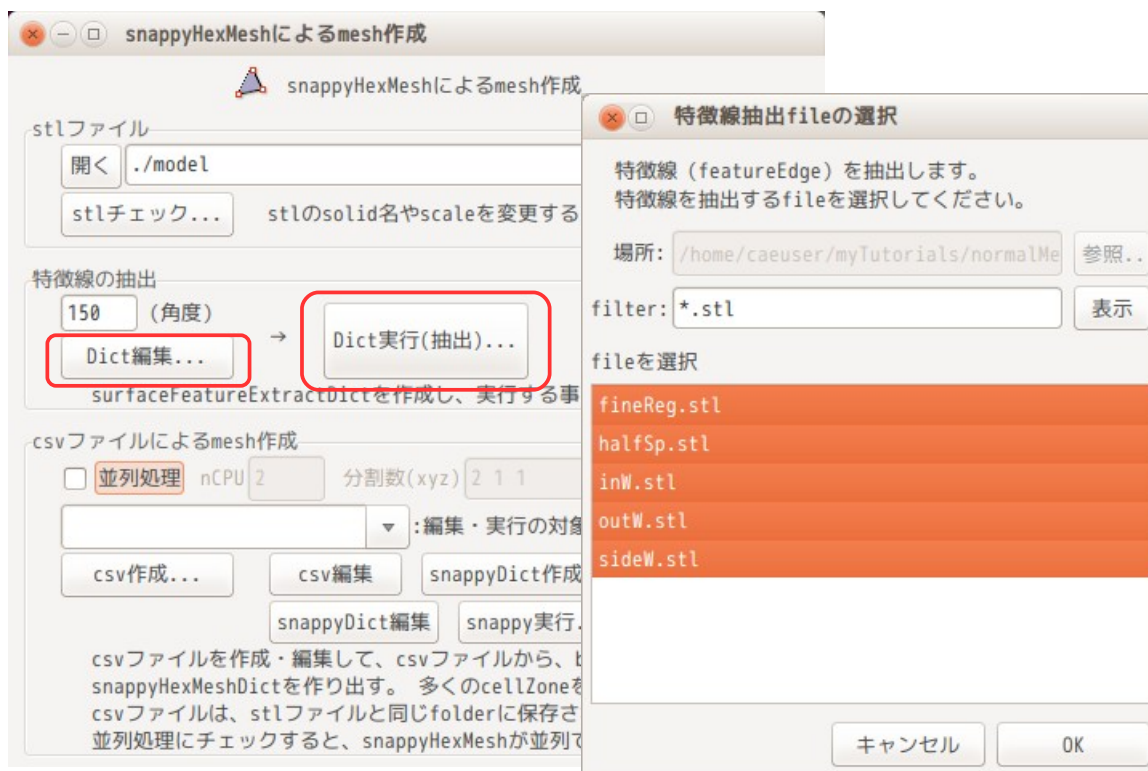 snappyHexMeshによるmesh作成
snappyHexMeshによるmesh作成
stlファイル
開く ./model
stlチェック... stlのsolid名やscaleを変更する
特徴線の抽出
150 (角度)
→ Dict実行(抽出)...
Dict編集...
surfaceFeatureExtractDictを作成し、実行する事
csvファイルによるmesh作成
並列処理 nCPU 2 分割数(xyz) 2 1 1
:編集・実行の対象
csv作成... csv編集 snappyDict作成
snappyDict編集 snappy実行.
csvファイルを作成・編集して、csvファイルから、
snappyHexMeshDictを作り出す。 多くのcellZoneを
csvファイルは、stlファイルと同じfolderに保存さ
並列処理にチェックすると、snappyHexMeshが並列で
特徴線抽出fileの選択
特徴線（featureEdge）を抽出します。
特徴線を抽出するfileを選択してください。
場所: /home/caeuser/myTutorials/normalMe 参照..
filter: *.stl 表示
fileを選択
fineReg.stl
halfSp.stl
inW.stl
outW.stl
sideW.stl
キャンセル OK